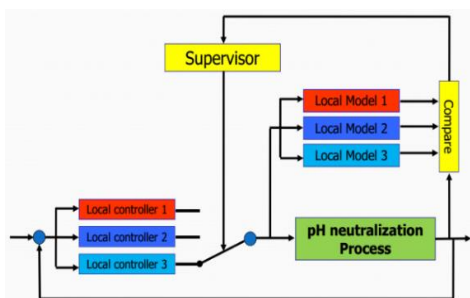 Supervisor
Local Model 1
Local Model 2
Local Model 3
Compare
Local controller 1
Local controller 2
Local controller 3
pH neutralization
Process